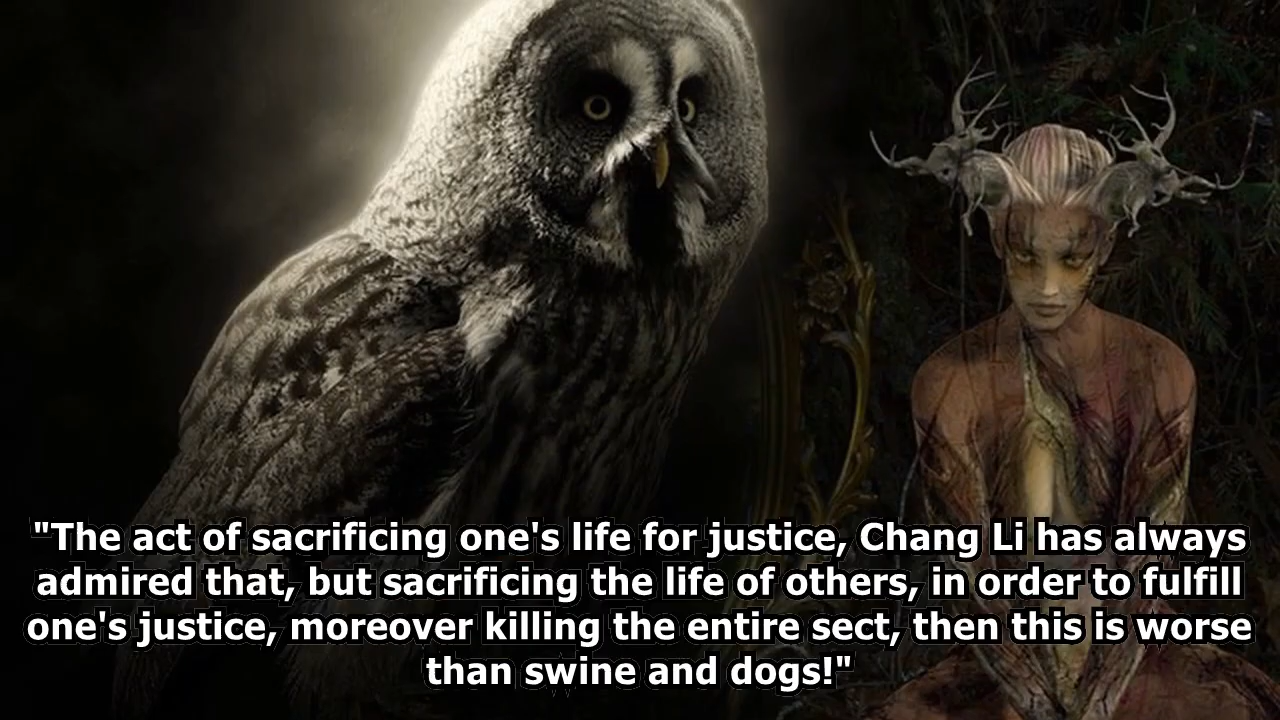 "The act of sacrificing one's life for justice, Chang Li has always
admired that, but sacrificing the life of others, in order to fulfill
one's justice, moreover killing the entire sect, then this is worse
than swine and dogs!"